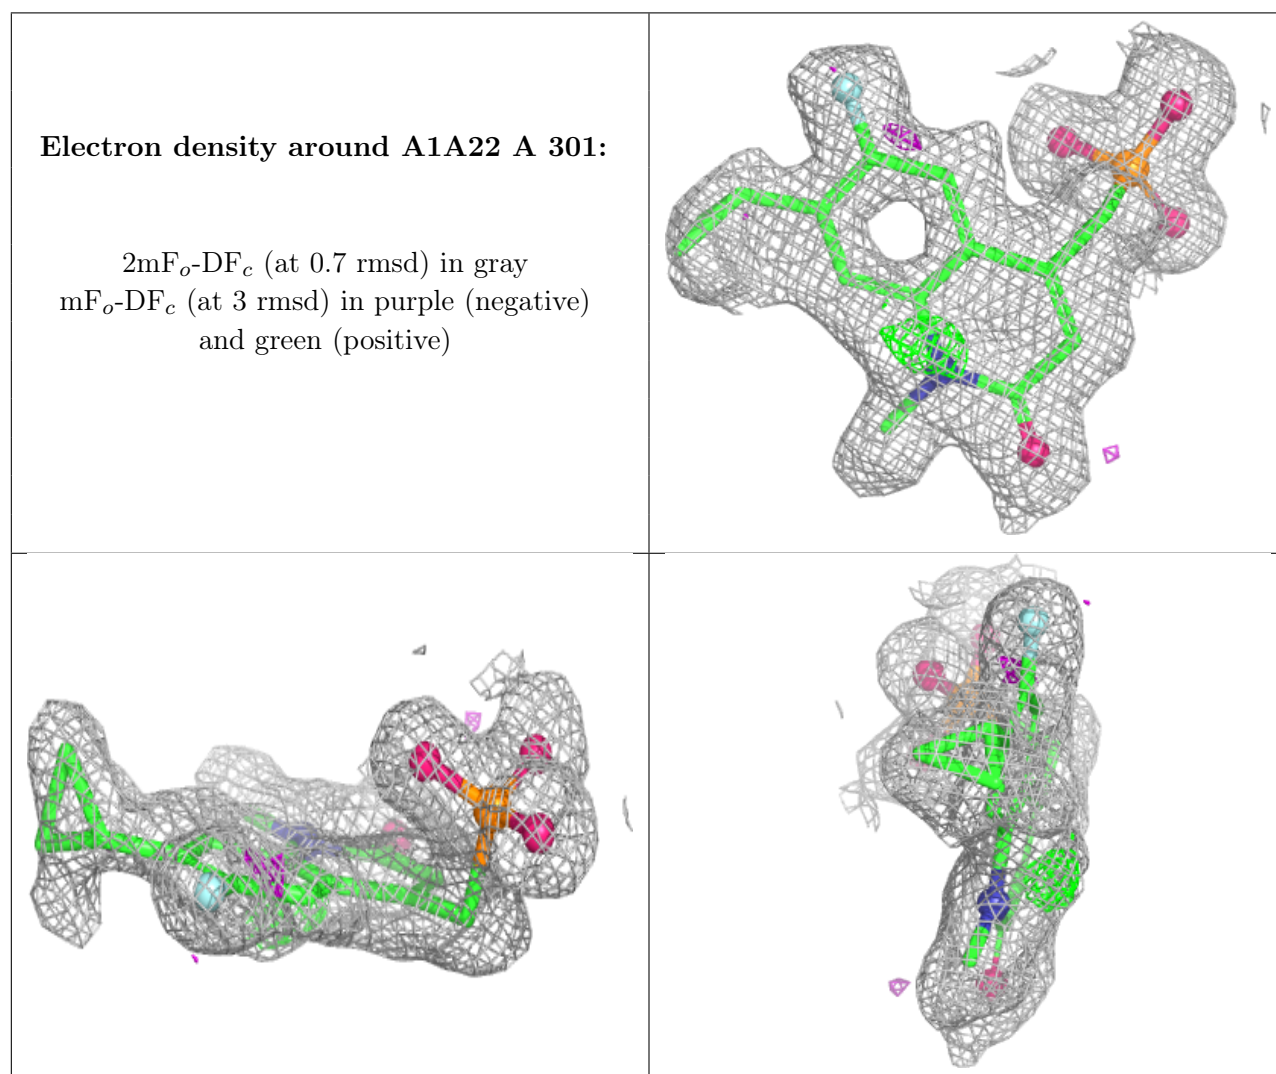 Electron density around A1A22 A 301:
2mFo-DFc (at 0.7 rmsd) in gray
mFo-DFc (at 3 rmsd) in purple (negative)
and green (positive)